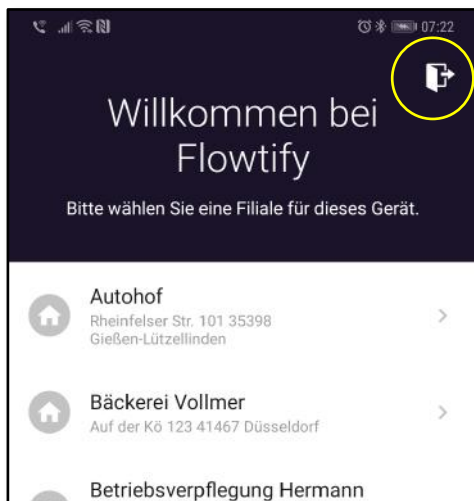 07:22
Willkommen bei
Flowtify
Bitte wählen Sie eine Filiale für dieses Gerät.
Autohof
Rheinfelser Str. 101 35398
Gießen-Lützellinden
Bäckerei Vollmer
Auf der Kö 123 41467 Düsseldorf
Betriebsverpflegung Hermann